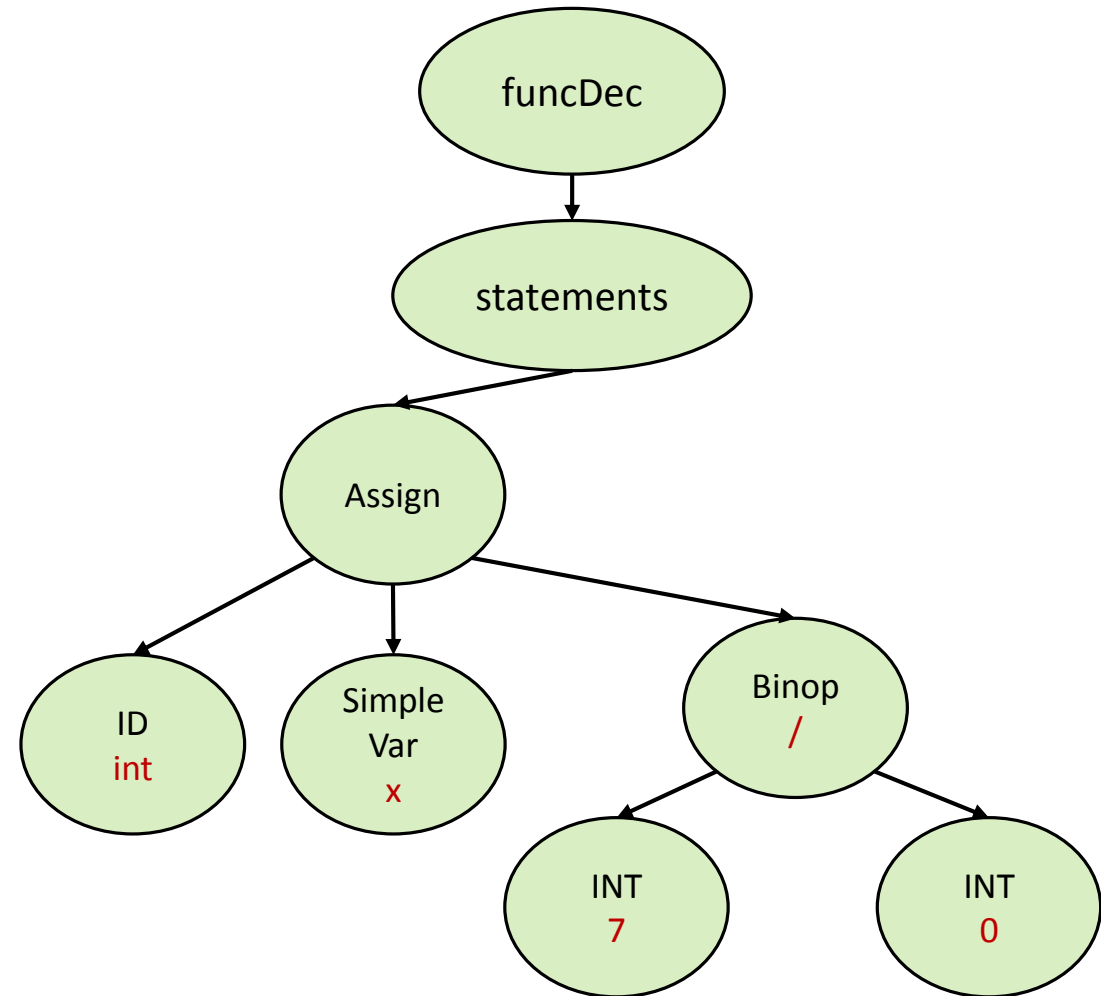 funcDec
statements
Assign
ID
int
Simple
Var
x
Binop
/
INT
7
INT
0